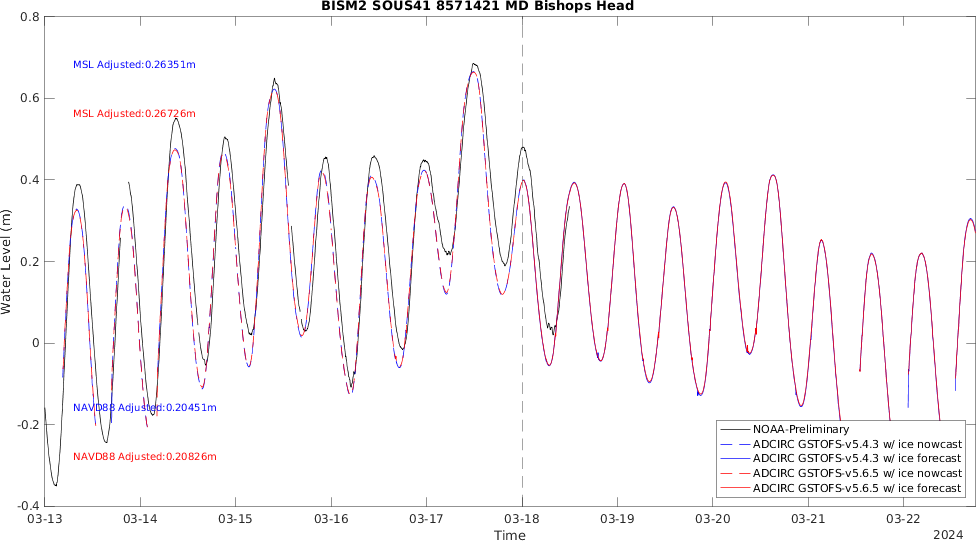 BISM2 SOUS41 8571421 MD Bishops Head
0.8
0.6
0.4
0.2
0
-0.2
-0.4
Water Level (m)
MSL Adjusted:0.26351m
MSL Adjusted:0.26726m
NAVD88 Adjusted:0.20451m
NAVD88 Adjusted:0.20826m
NOAA-Preliminary
ADCIRC GSTOFS-v5.4.3 w/ ice nowcast
ADCIRC GSTOFS-v5.4.3 w/ ice forecast
ADCIRC GSTOFS-v5.6.5 w/ ice nowcast
ADCIRC GSTOFS-v5.6.5 w/ ice forecast
03-13 03-14 03-15 03-16 03-17 03-18 03-19 03-20 03-21 03-22
Time
2024